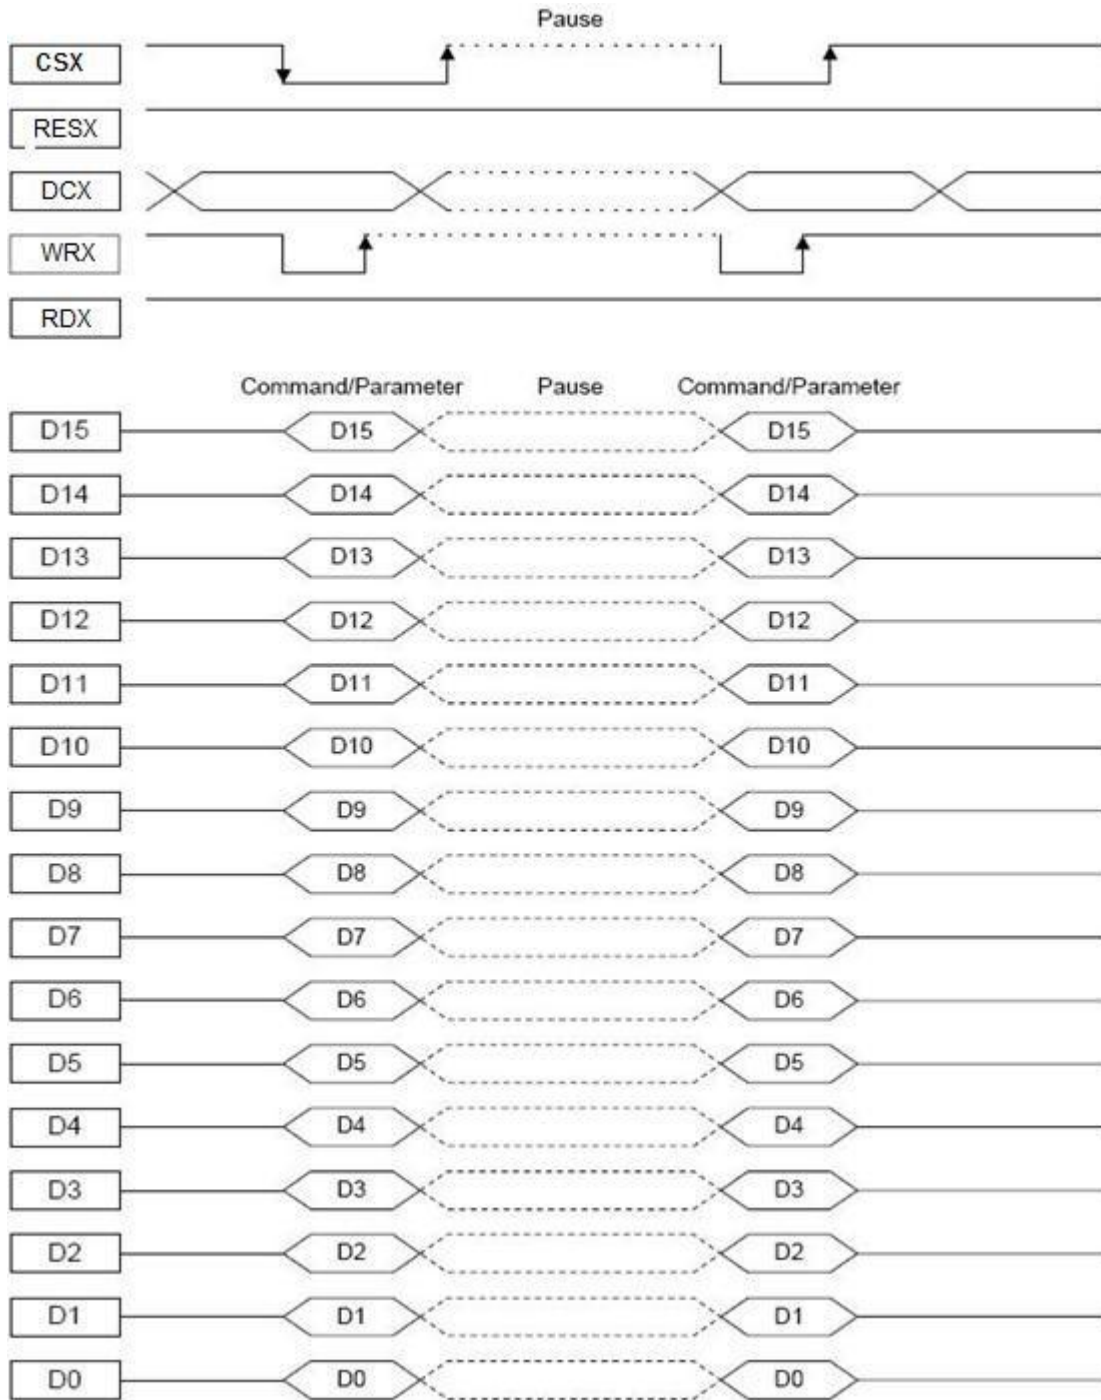 Pause
CSX
RESX
DCX
WRX
RDX
Command/Parameter Pause Command/Parameter
D15 D15 D15
D14 D14 D14
D13 D13 D13
D12 D12 D12
D11 D11 D11
D10 D10 D10
D9 D9 D9
D8 D8 D8
D7 D7 D7
D6 D6 D6
D5 D5 D5
D4 D4 D4
D3 D3 D3
D2 D2 D2
D1 D1 D1
D0 D0 D0